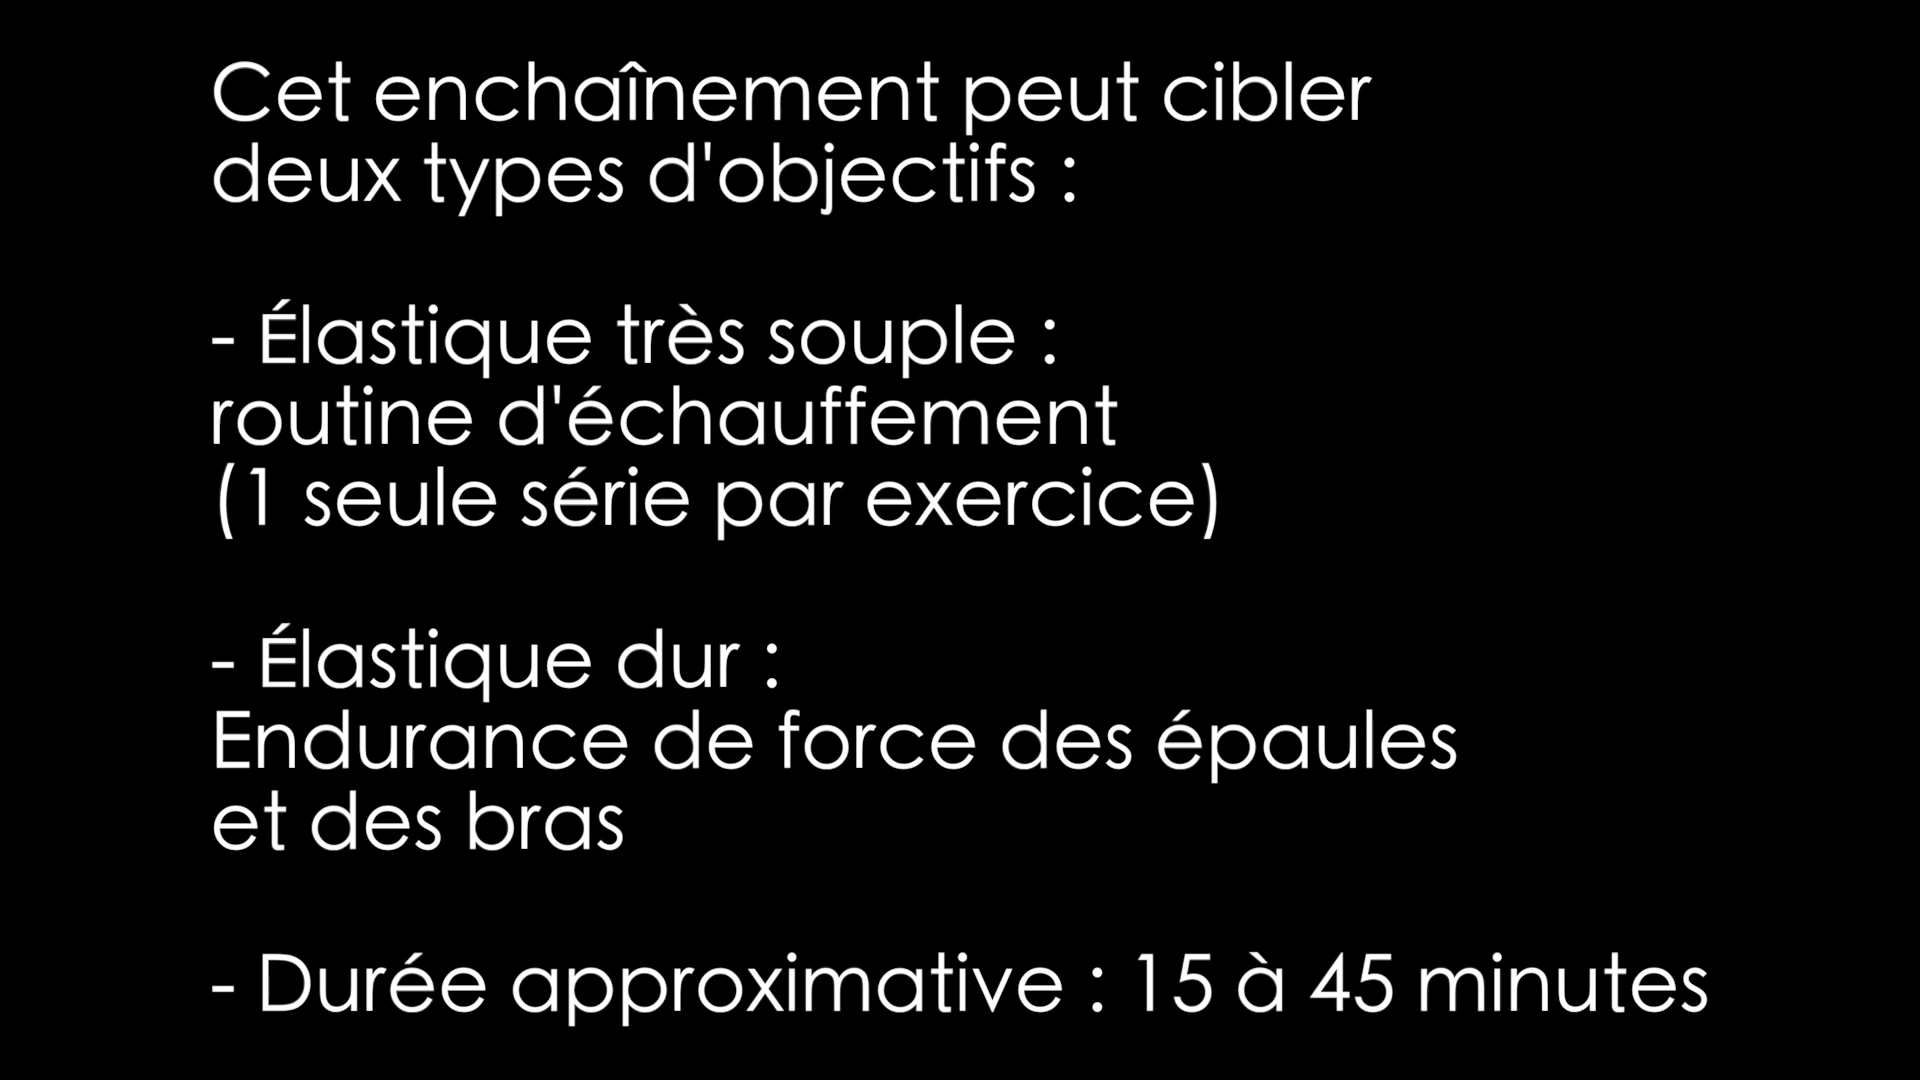 Cet enchaînement peut cibler
deux types d'objectifs :
- Élastique très souple :
routine d'échauffement
(1 seule série par exercice)
- Élastique dur :
Endurance de force des épaules
et des bras
- Durée approximative : 15 à 45 minutes